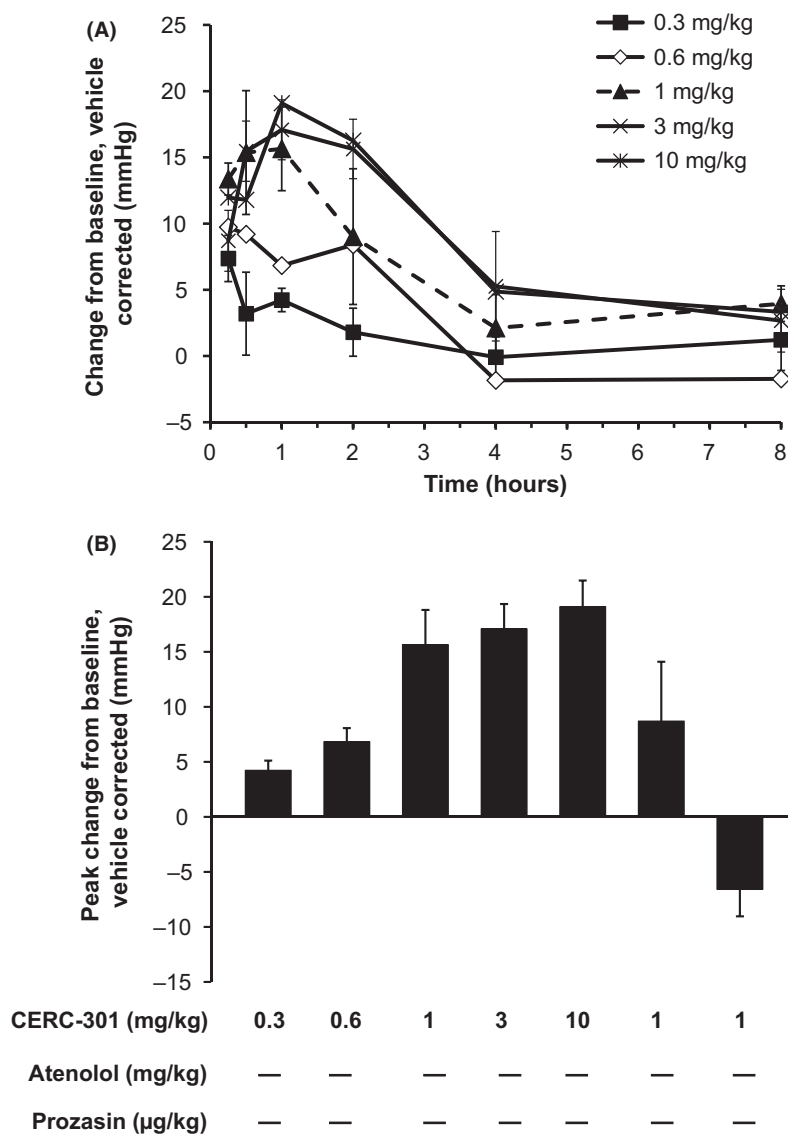 (A)
25
20
15
10
5
0
–5
Change from baseline, vehicle
corrected (mmHg)
0.3 mg/kg
0.6 mg/kg
1 mg/kg
3 mg/kg
10 mg/kg
0 1 2 3 4 5 6 7 8
Time (hours)
(B)
25
20
15
10
5
0
–5
–10
–15
Peak change from baseline,
vehicle corrected (mmHg)
CERC-301 (mg/kg) 0.3 0.6 1 3 10 1 1
Atenolol (mg/kg) — — — — — — —
Prozasin (µg/kg) — — — — — — —